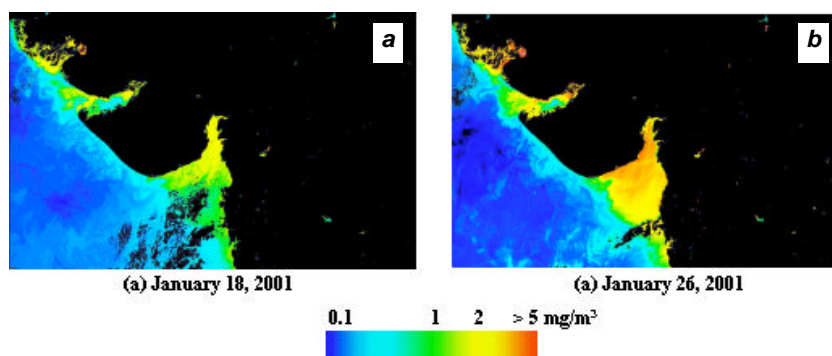 a
b
(a) January 18, 2001
(a) January 26, 2001
0.1 1 2 > 5 mg/m³